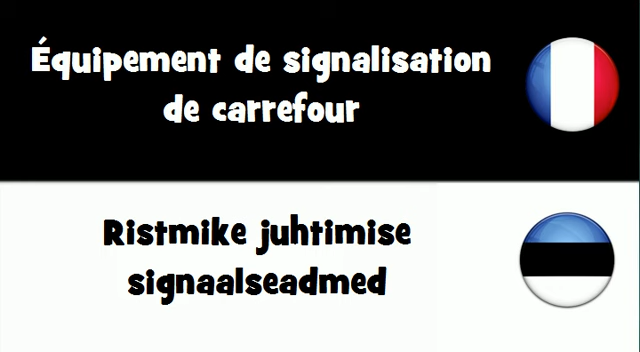 Équipement de signalisation
de carrefour
Ristmike juhtimise
signaalseadmed